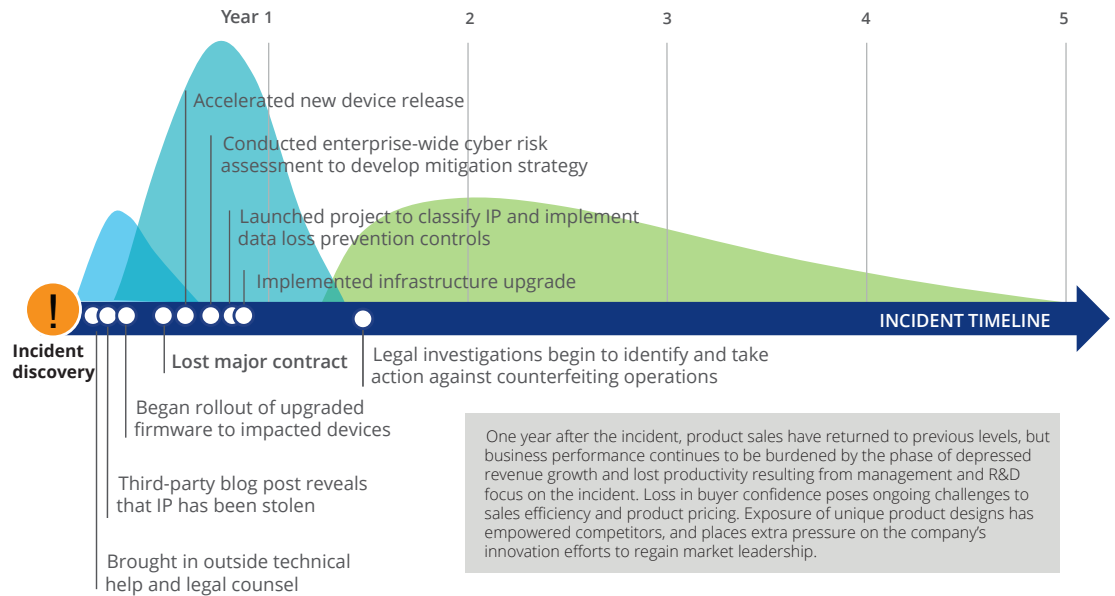 Year 1
2
3
4
5
Accelerated new device release
Conducted enterprise-wide cyber risk
assessment to develop mitigation strategy
Launched project to classify IP and implement
data loss prevention controls
Implemented infrastructure upgrade
!
INCIDENT TIMELINE
Incident
discovery
Lost major contract
Legal investigations begin to identify and take
action against counterfeiting operations
Began rollout of upgraded
firmware to impacted devices
Third-party blog post reveals
that IP has been stolen
Brought in outside technical
help and legal counsel
One year after the incident, product sales have returned to previous levels, but
business performance continues to be burdened by the phase of depressed
revenue growth and lost productivity resulting from management and R&D
focus on the incident. Loss in buyer confidence poses ongoing challenges to
sales efficiency and product pricing. Exposure of unique product designs has
empowered competitors, and places extra pressure on the company’s
innovation efforts to regain market leadership.